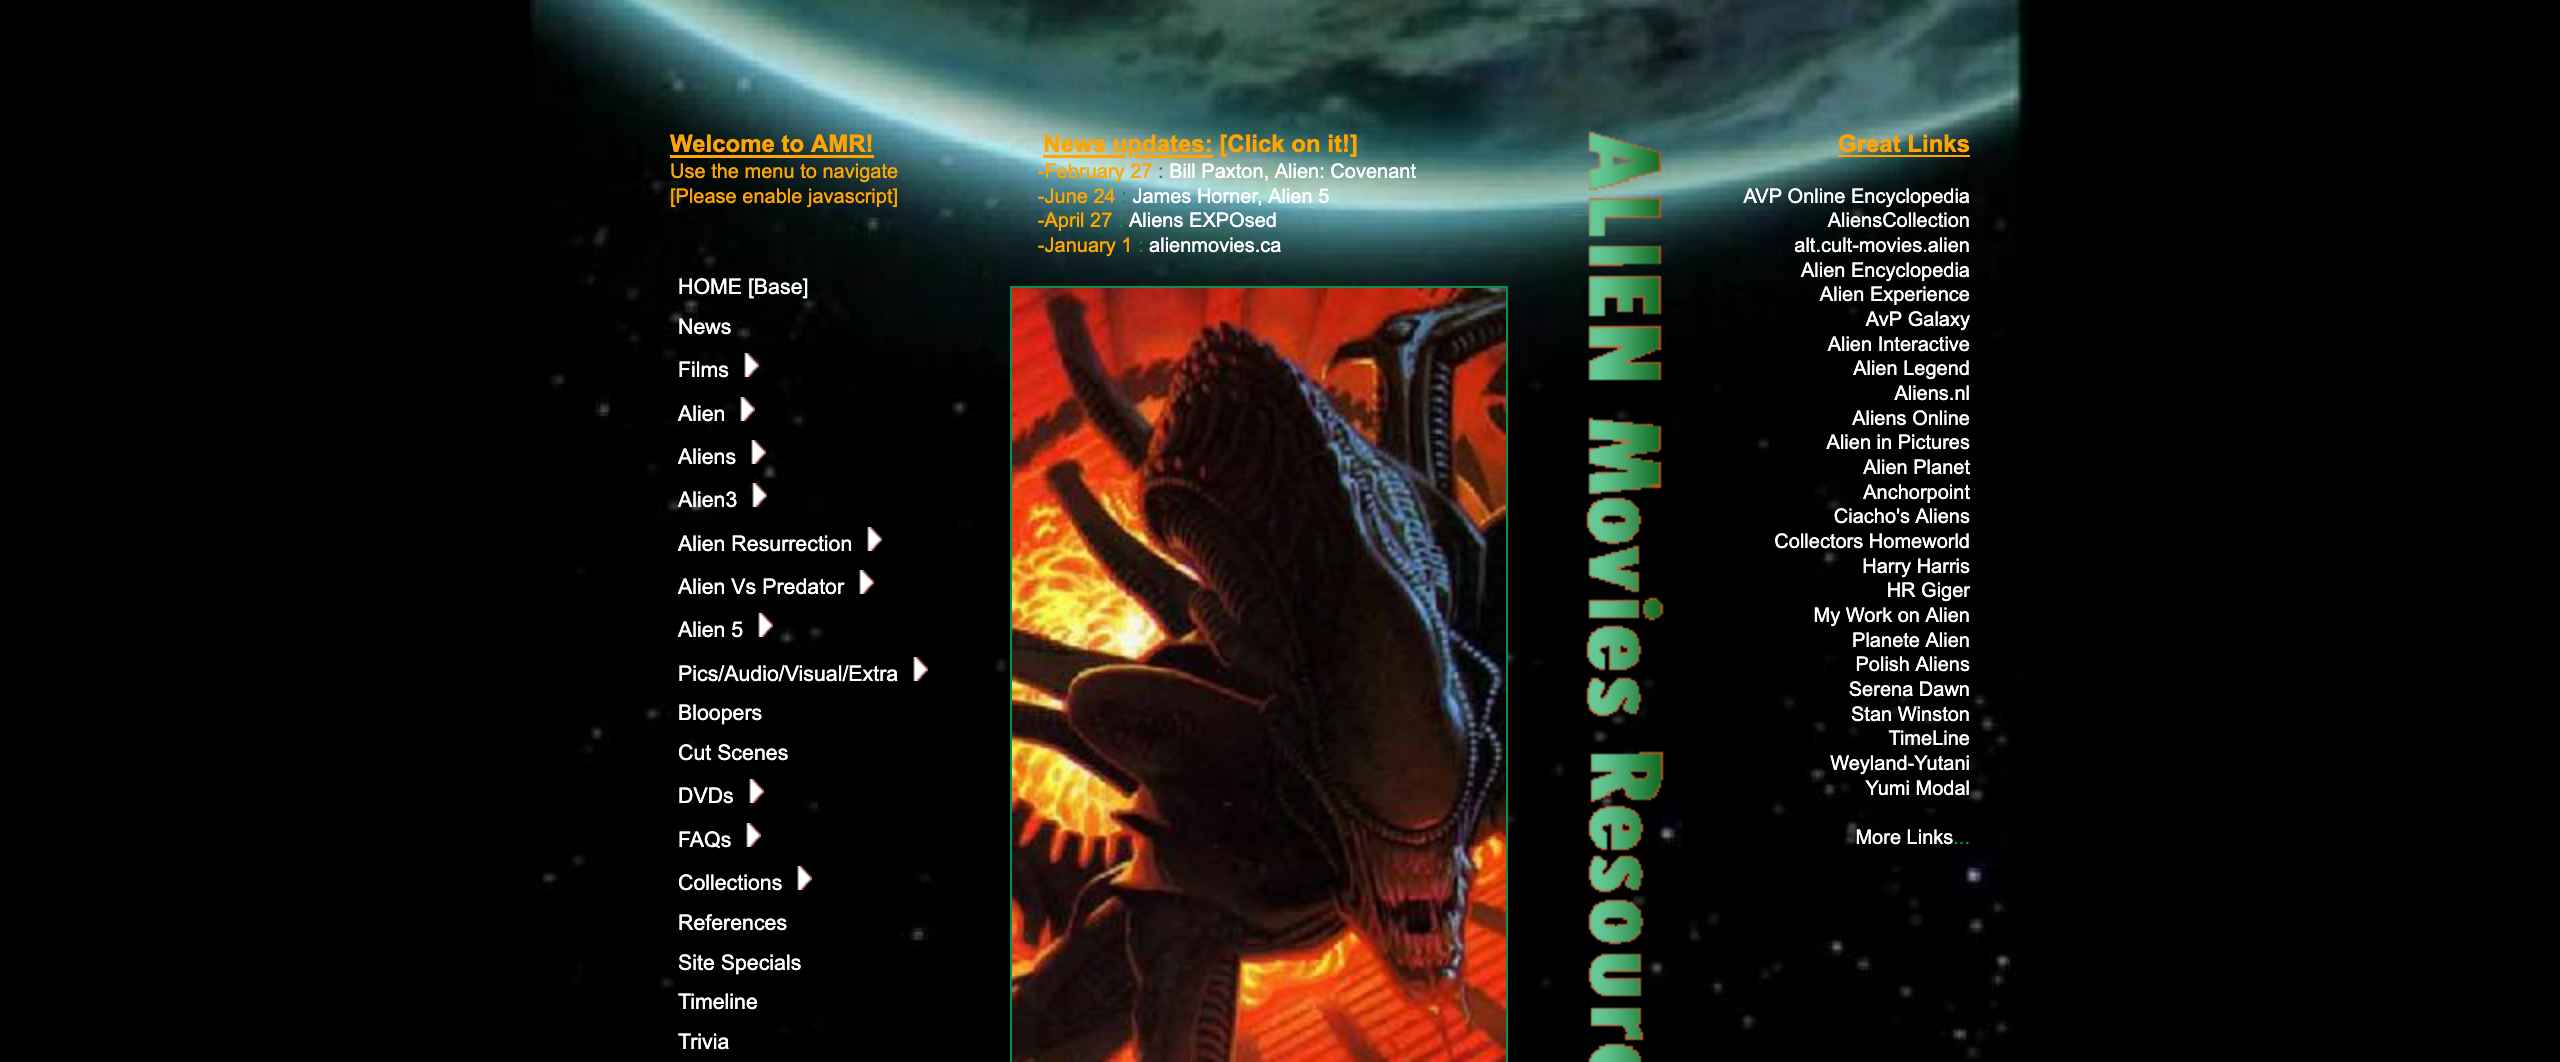 Welcome to AMR!
Use the menu to navigate
[Please enable javascript]
HOME [Base]
News
Films
Alien
Aliens
Alien3
Alien Resurrection
Alien Vs Predator
Alien 5
Pics/Audio/Visual/Extra
Bloopers
Cut Scenes
DVDs
FAQs
Collections
References
Site Specials
Timeline
Trivia
News updates: [Click on it!]
-February 27 : Bill Paxton, Alien: Covenant
-June 24 : James Horner, Alien 5
-April 27 : Aliens EXPOsed
-January 1 : alienmovies.ca
ALIEN Movies Resourc
Great Links
AVP Online Encyclopedia
AliensCollection
alt.cult-movies.alien
Alien Encyclopedia
Alien Experience
AvP Galaxy
Alien Interactive
Alien Legend
Aliens.nl
Aliens Online
Alien in Pictures
Alien Planet
Anchorpoint
Ciacho's Aliens
Collectors Homeworld
Harry Harris
HR Giger
My Work on Alien
Planete Alien
Polish Aliens
Serena Dawn
Stan Winston
TimeLine
Weyland-Yutani
Yumi Modal
More Links...